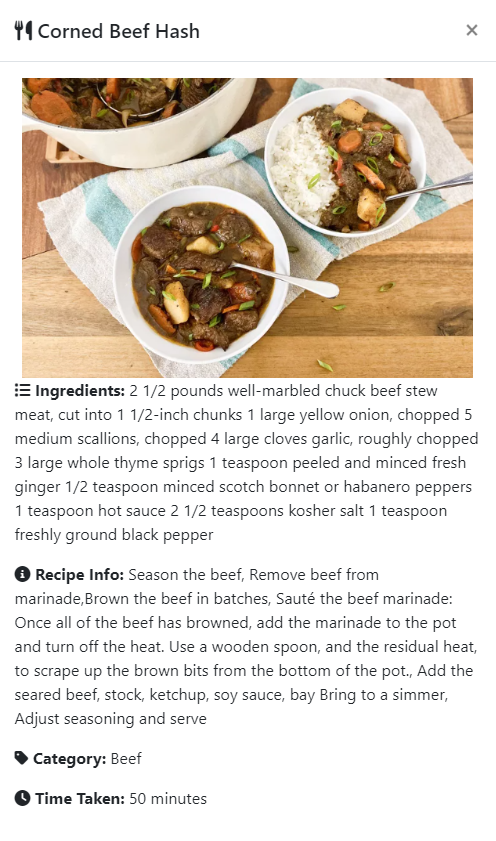 Corned Beef Hash ×
Ingredients: 2 1/2 pounds well-marbled chuck beef stew
meat, cut into 1 1/2-inch chunks 1 large yellow onion, chopped 5
medium scallions, chopped 4 large cloves garlic, roughly chopped
3 large whole thyme sprigs 1 teaspoon peeled and minced fresh
ginger 1/2 teaspoon minced scotch bonnet or habanero peppers
1 teaspoon hot sauce 2 1/2 teaspoons kosher salt 1 teaspoon
freshly ground black pepper
Recipe Info: Season the beef, Remove beef from
marinade,Brown the beef in batches, Sauté the beef marinade:
Once all of the beef has browned, add the marinade to the pot
and turn off the heat. Use a wooden spoon, and the residual heat,
to scrape up the brown bits from the bottom of the pot., Add the
seared beef, stock, ketchup, soy sauce, bay Bring to a simmer,
Adjust seasoning and serve
Category: Beef
Time Taken: 50 minutes